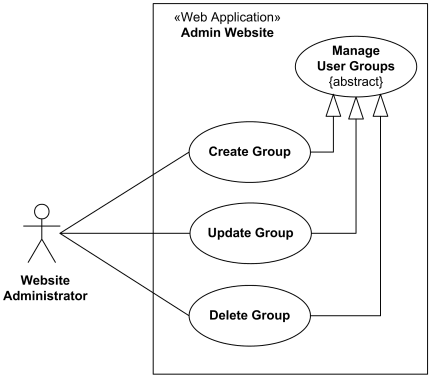 «Web Application»
Admin Website
Manage
User Groups
{abstract}
Create Group
Update Group
Website
Administrator
Delete Group